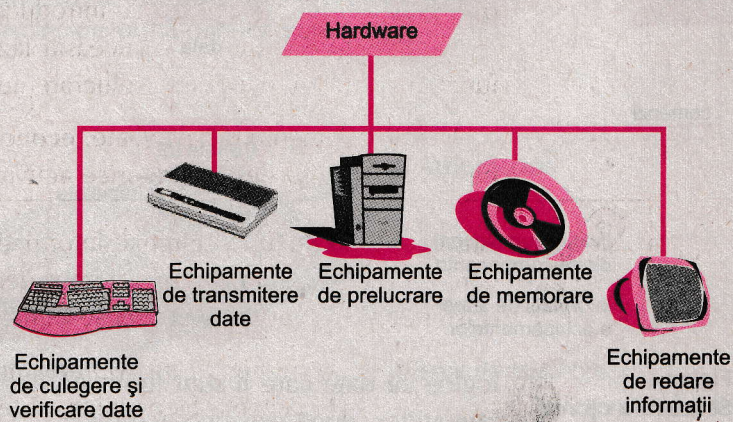 Hardware
Echipamente
de culegere şi
verificare date
Echipamente
de transmitere
date
Echipamente
de prelucrare
Echipamente
de memorare
Echipamente
de redare
informaţii